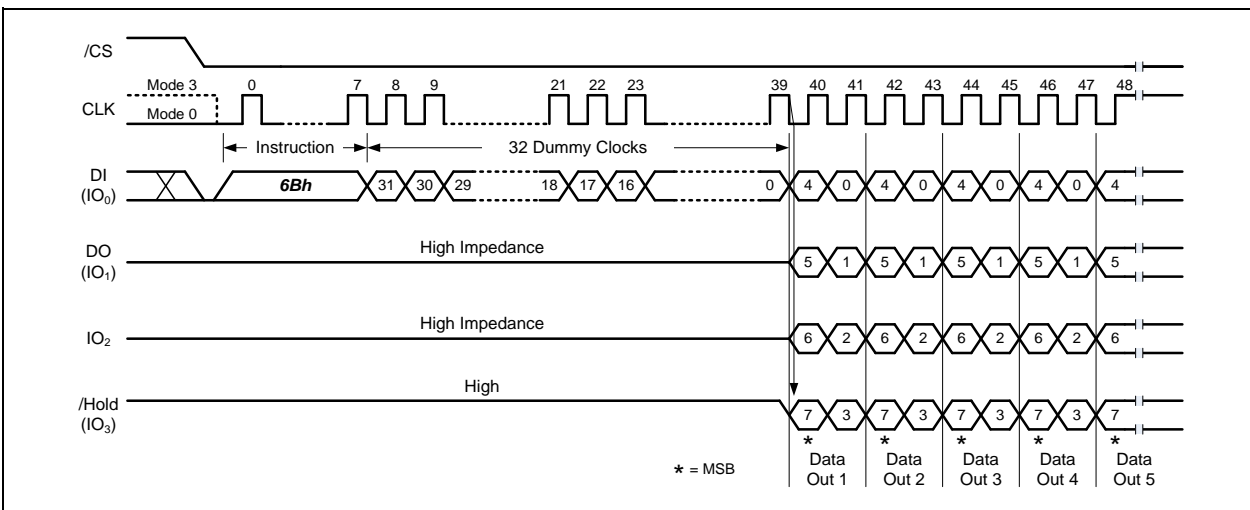 /CS
Mode 3
0 7 8 9 21 22 23 39 40 41 42 43 44 45 46 47 48
CLK
Mode 0
Instruction 32 Dummy Clocks
DI
(IO0)
6Bh 31 30 29 18 17 16 0 4 0 4 0 4 0 4 0 4
High Impedance
DO
(IO1)
5 1 5 1 5 1 5 1 5
High Impedance
IO2
6 2 6 2 6 2 6 2 6
High
/Hold
(IO3)
7 3 7 3 7 3 7 3 7
* * * * *
* = MSB
Data Out 1
Data Out 2
Data Out 3
Data Out 4
Data Out 5